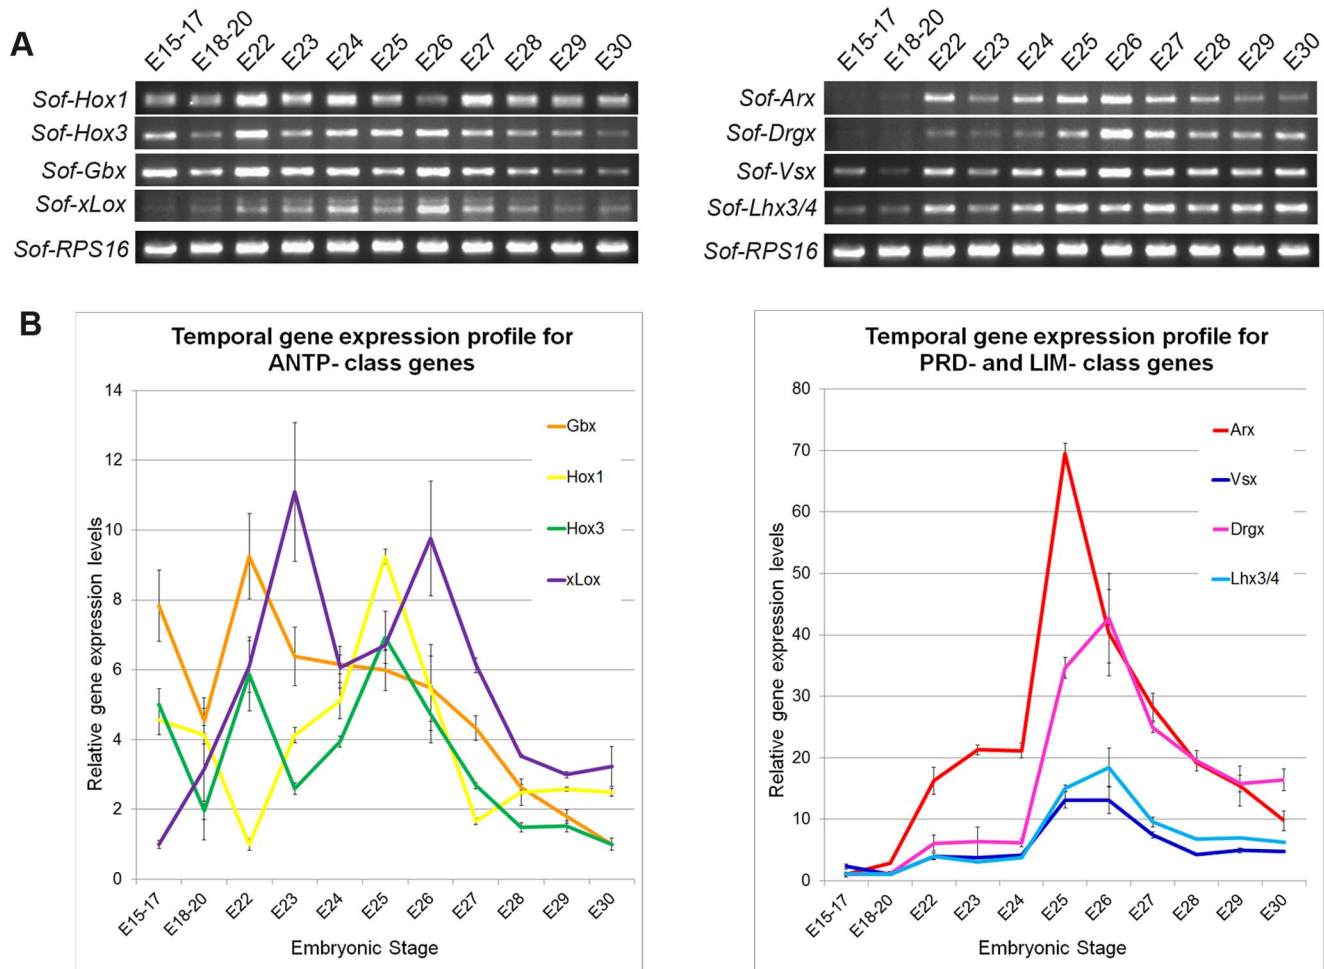 A
E15-17 E18-20 E22 E23 E24 E25 E26 E27 E28 E29 E30
Sof-Hox1
Sof-Hox3
Sof-Gbx
Sof-xLox
Sof-RPS16
E15-17 E18-20 E22 E23 E24 E25 E26 E27 E28 E29 E30
Sof-Arx
Sof-Drgx
Sof-Vsx
Sof-Lhx3/4
Sof-RPS16
B
Temporal gene expression profile for
ANTP- class genes
Relative gene expression levels
14
12
10
8
6
4
2
0
Gbx
Hox1
Hox3
xLox
E15-17 E18-20 E22 E23 E24 E25 E26 E27 E28 E29 E30
Embryonic Stage
Temporal gene expression profile for
PRD- and LIM- class genes
Relative gene expression levels
80
70
60
50
40
30
20
10
0
Arx
Vsx
Drgx
Lhx3/4
E15-17 E18-20 E22 E23 E24 E25 E26 E27 E28 E29 E30
Embryonic Stage